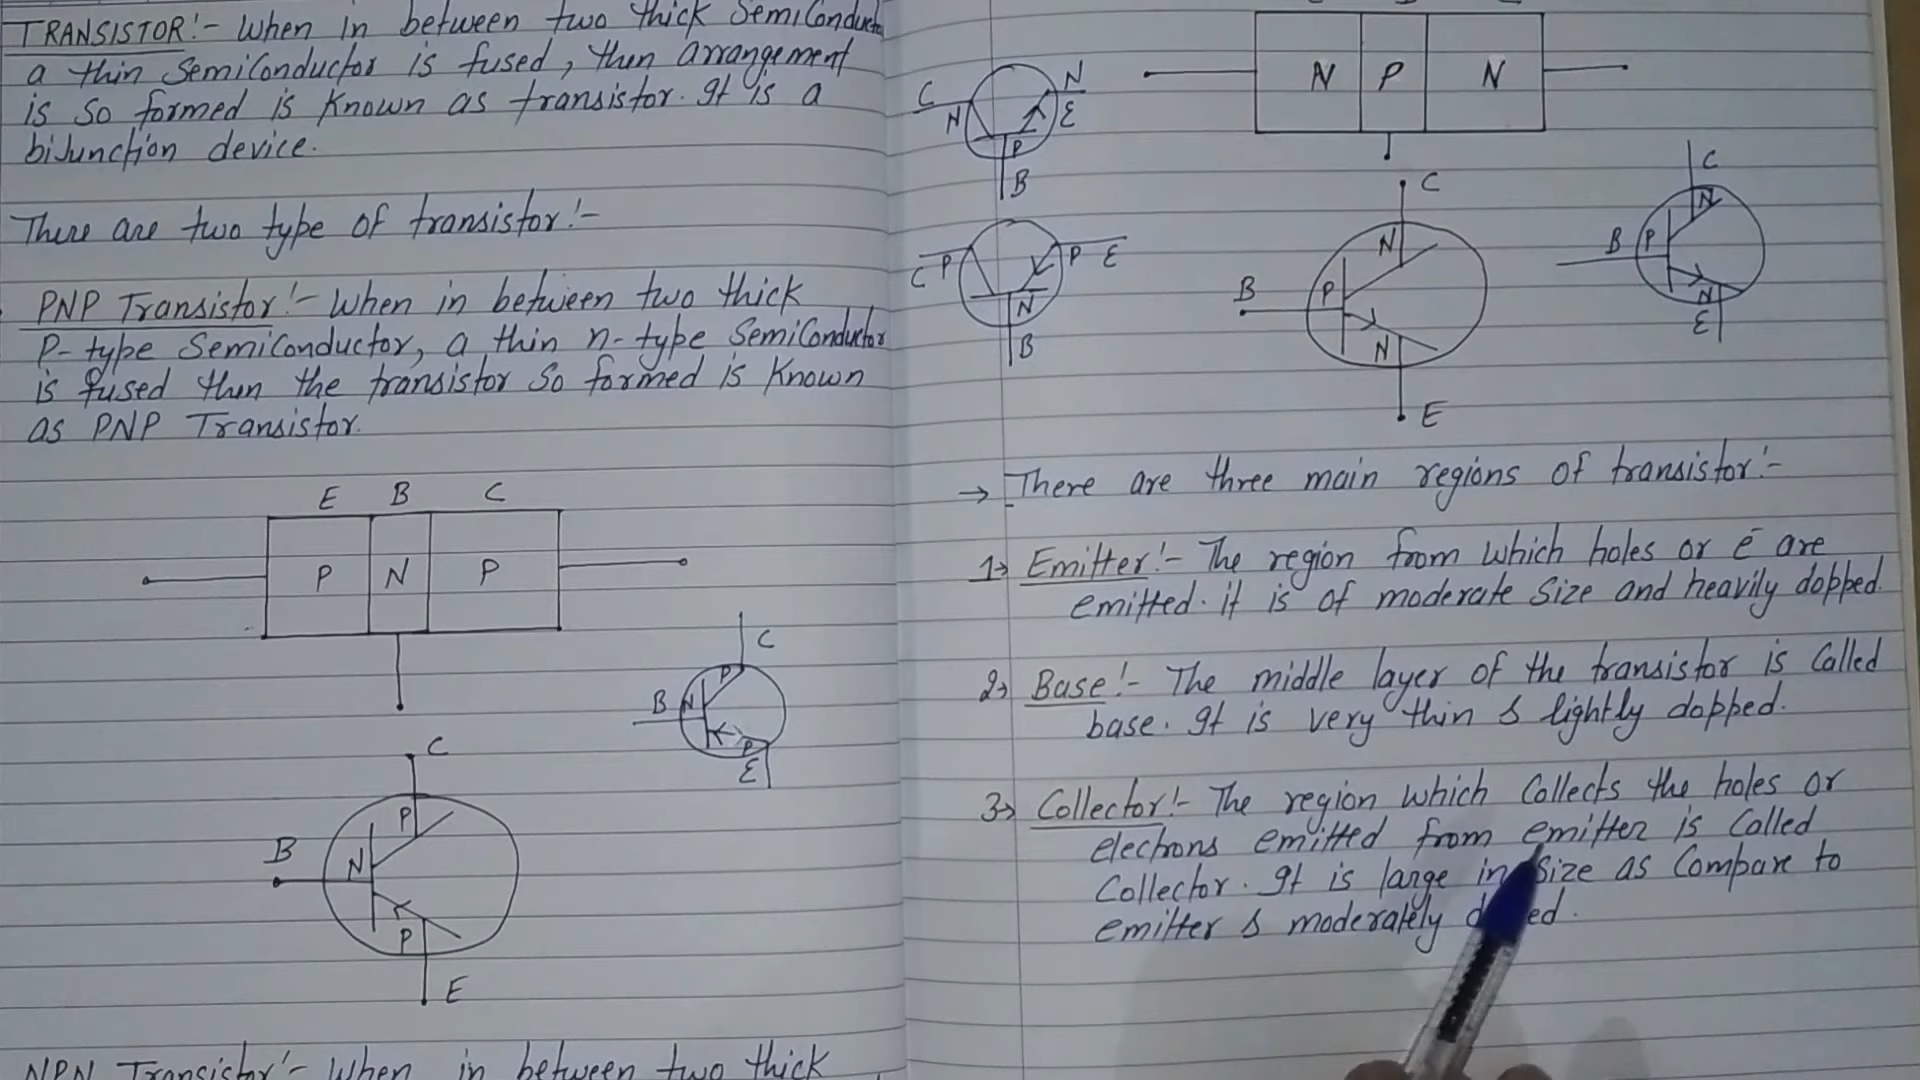 TRANSISTOR!- When in between two thick Semiconduct
a thin Semiconductor is fused, then arrangement
is so formed is known as transistor. It is a
bijunction device.
There are two type of transistor!-
PNP Transistor!- When in between two thick
P-type Semiconductor, a thin n-type Semiconductor
is fused then the transistor so formed is known
as PNP Transistor.
E B C
P N P
C
B N P
P
E
C
P
B N
P
E
NPN Transistor!- When in between two thick
N P N
C N N E
P
B
C P P E
N
B
C
N
B P
N
E
C
N
B P
N
E
→ There are three main regions of transistor!-
1→ Emitter!- The region from which holes or ē are
emitted. it is of moderate size and heavily dopped.
2→ Base!- The middle layer of the transistor is called
base. It is very thin & lightly dopped.
3→ Collector!- The region which collects the holes or
electrons emitted from emitter is called
Collector. It is large in size as compare to
emitter & moderately